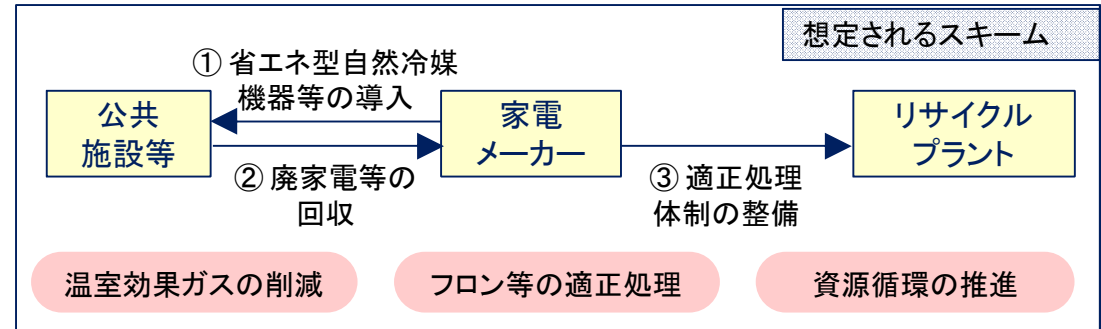 想定されるスキーム
① 省エネ型自然冷媒
機器等の導入
公共
施設等
家電
メーカー
リサイクル
プラント
② 廃家電等の
回収
③ 適正処理
体制の整備
温室効果ガスの削減
フロン等の適正処理
資源循環の推進